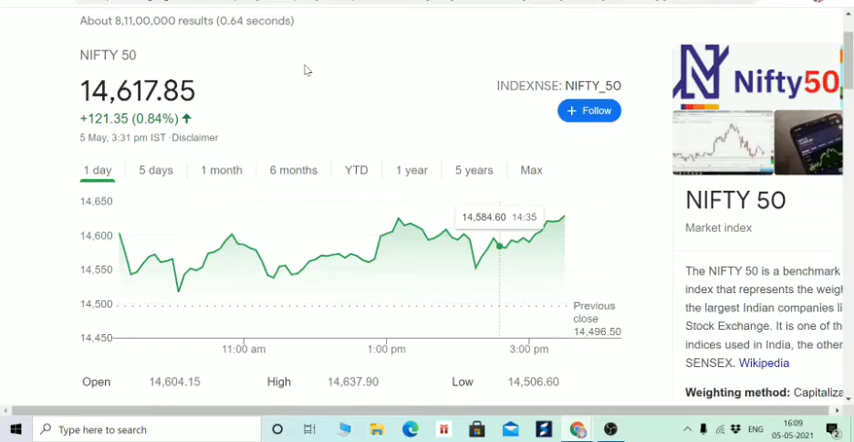 About 8,11,00,000 results (0.64 seconds)
NIFTY 50
14,617.85
+121.35 (0.84%)
5 May, 3:31 pm IST · Disclaimer
INDEXNSE: NIFTY_50
+ Follow
1 day 5 days 1 month 6 months YTD 1 year 5 years Max
14,650
14,600
14,550
14,500
14,450
14,584.60 14:35
Previous
close
14,496.50
11:00 am 1:00 pm 3:00 pm
Open 14,604.15 High 14,637.90 Low 14,506.60
Nifty50
NIFTY 50
Market index
The NIFTY 50 is a benchmark
index that represents the weigh
the largest Indian companies li
Stock Exchange. It is one of th
indices used in India, the other
SENSEX. Wikipedia
Weighting method: Capitaliza
Type here to search
ENG
16:09
05-05-2021
2